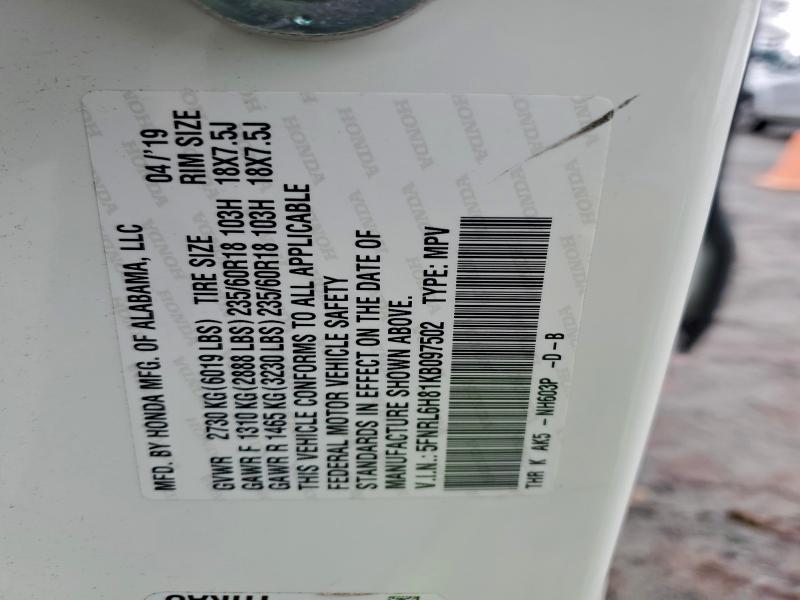 MFD. BY HONDA MFG. OF ALABAMA, LLC 04/'19
GVWR 2730 KG (6019 LBS) TIRE SIZE RIM SIZE
GAWR F 1310 KG (2888 LBS) 235/60R18 103H 18X7.5J
GAWR R 1465 KG (3230 LBS) 235/60R18 103H 18X7.5J
THIS VEHICLE CONFORMS TO ALL APPLICABLE
FEDERAL MOTOR VEHICLE SAFETY
STANDARDS IN EFFECT ON THE DATE OF
MANUFACTURE SHOWN ABOVE.
V.I.N.: 5FNRL6H81KB097502 TYPE: MPV
THR K AK5 - NH603P -D-B
HONDA